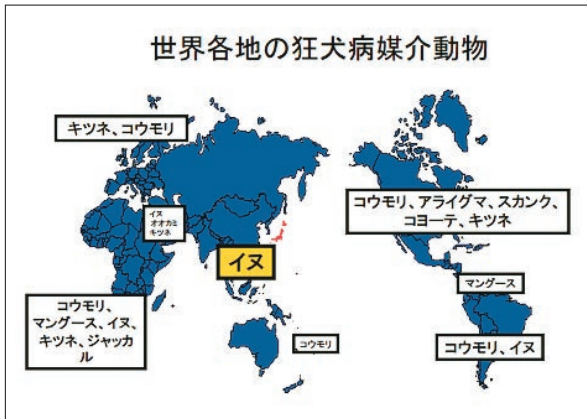 世界各地の狂犬病媒介動物
キツネ、コウモリ
イヌ
オオカミ
キツネ
イヌ
コウモリ、
マングース、イヌ、
キツネ、ジャッカ
ル
コウモリ
コウモリ、アライグマ、スカンク、
コヨーテ、キツネ
マングース
コウモリ、イヌ